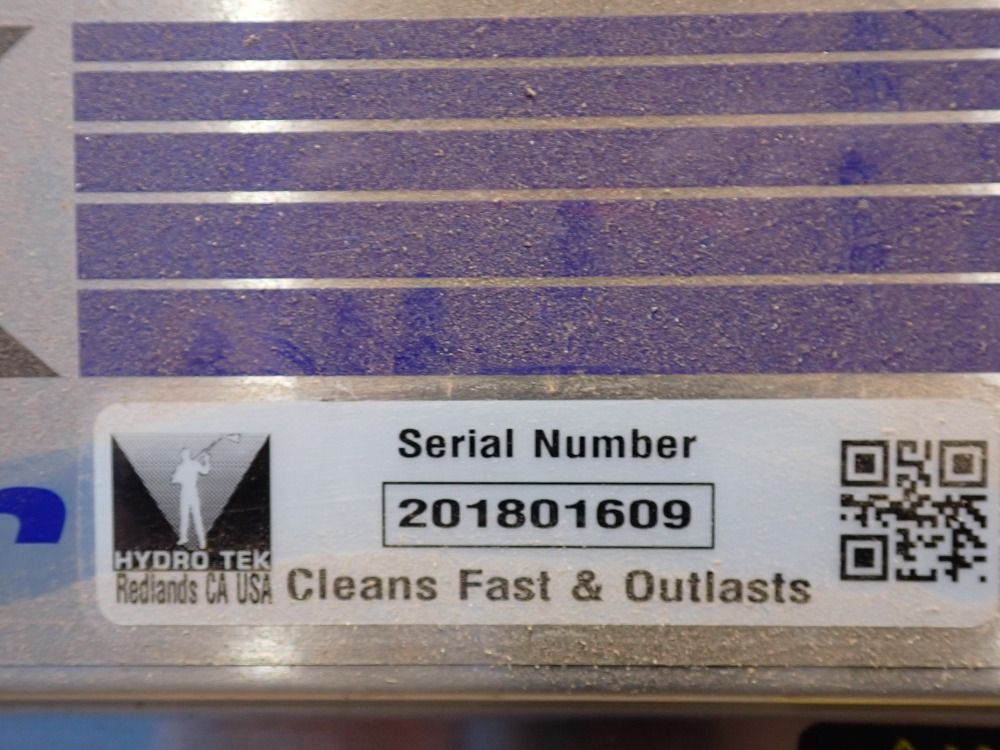 Serial Number
201801609
HYDRO TEK
Redlands CA USA
Cleans Fast & Outlasts